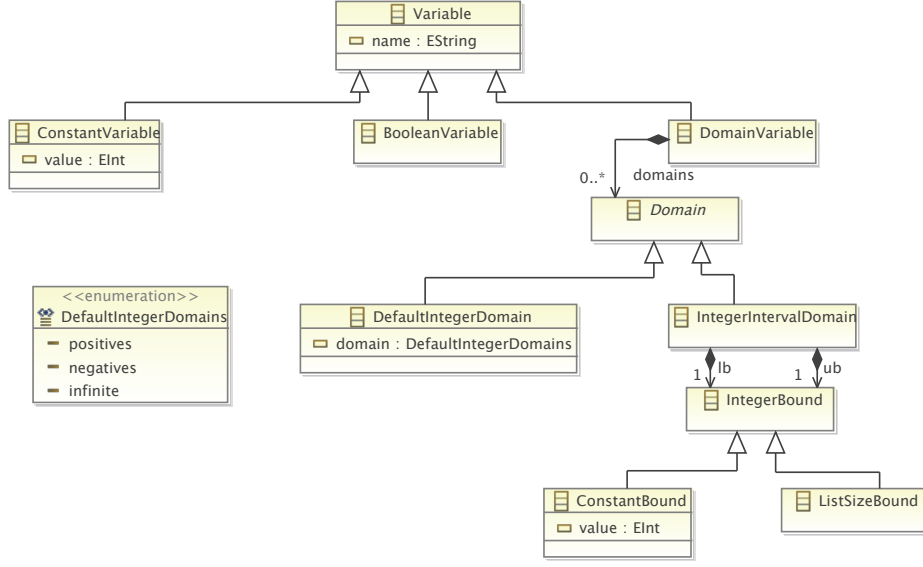 Variable
name : EString
ConstantVariable
value : EInt
BooleanVariable
DomainVariable
0..*
domains
Domain
<<enumeration>>
DefaultIntegerDomains
positives
negatives
infinite
DefaultIntegerDomain
domain : DefaultIntegerDomains
IntegerIntervalDomain
1
lb
1
ub
IntegerBound
ConstantBound
value : EInt
ListSizeBound